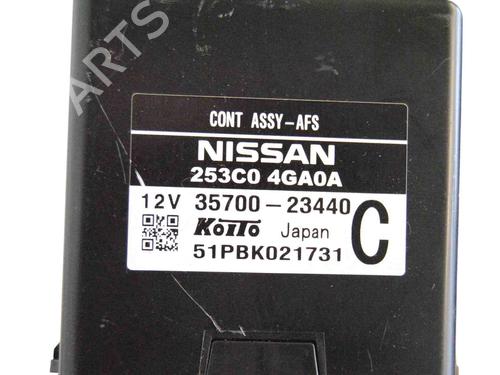 CONT ASSY-AFS
NISSAN
253C0 4GA0A
12V 35700-23440
KOITO Japan C
51PBK021731
ARTS